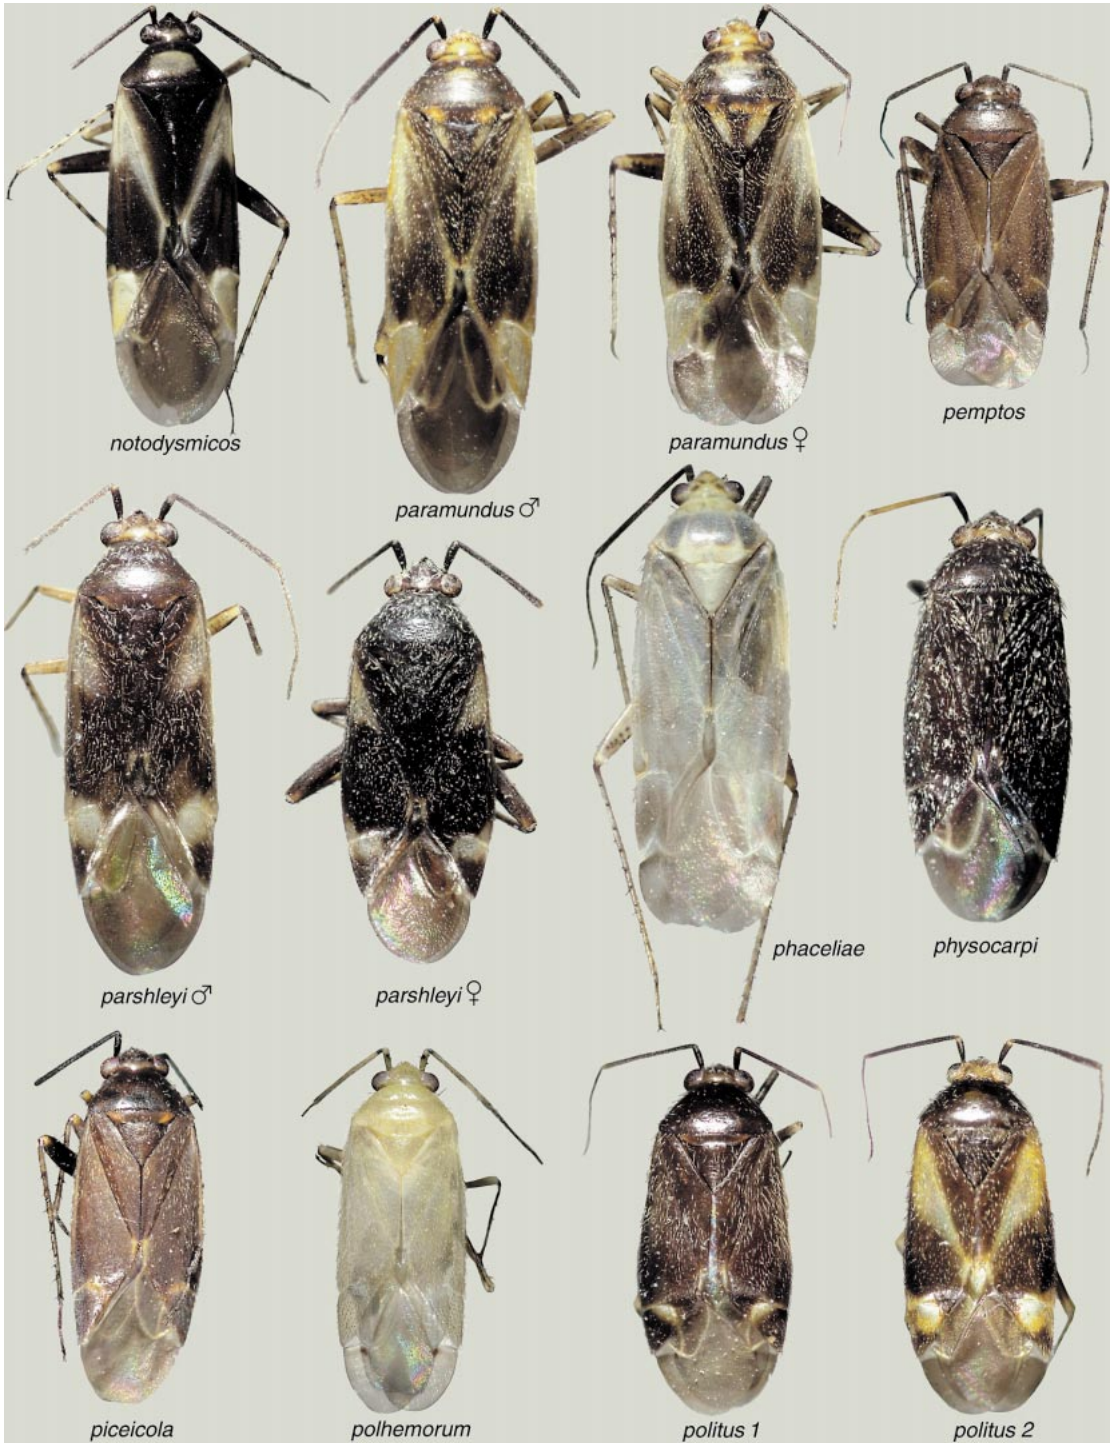 notodysmicos
paramundus ♂
paramundus ♀
pemptos
parshleyi ♂
parshleyi ♀
phaceliae
physocarpi
piceicola
polhemorum
politus 1
politus 2